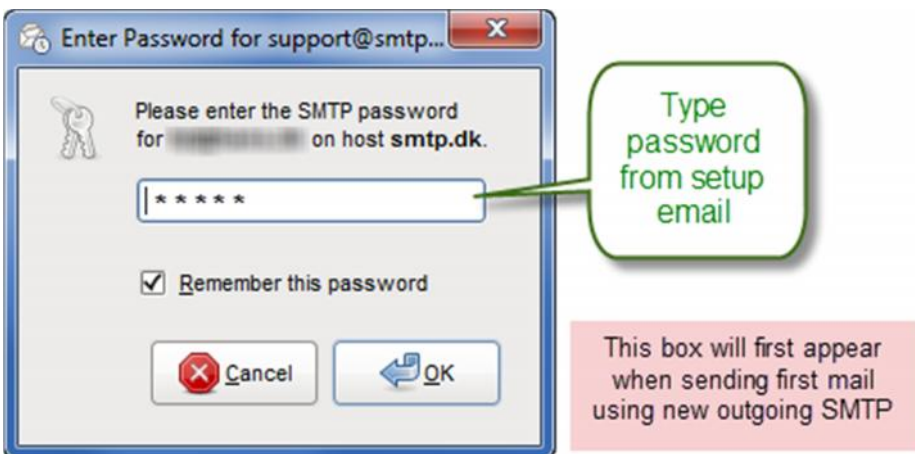 Enter Password for support@smtp...
Please enter the SMTP password
for on host smtp.dk.
*****
Remember this password
Cancel
OK
Type
password
from setup
email
This box will first appear
when sending first mail
using new outgoing SMTP